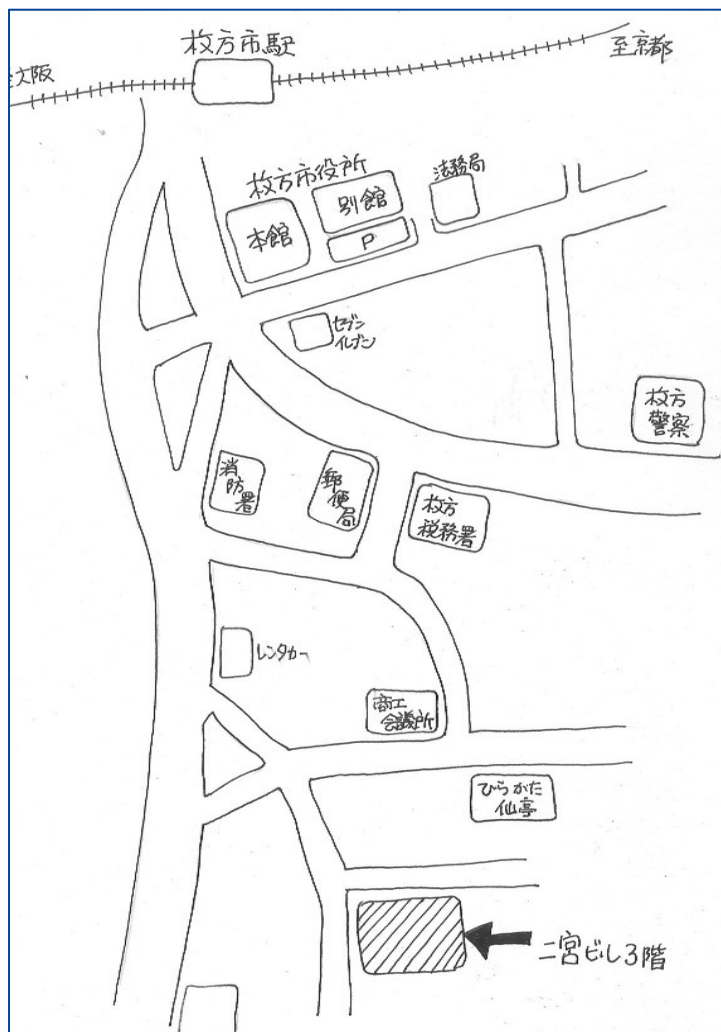 枚方市駅
至京都
至大阪
枚方市役所
法務局
別館
本館
P
セブン
イレブン
枚方
警察
消
防
署
郵
便
局
枚方
税務署
レンタカー
商工
会議所
ひらかた
仙亭
二宮ビル3階